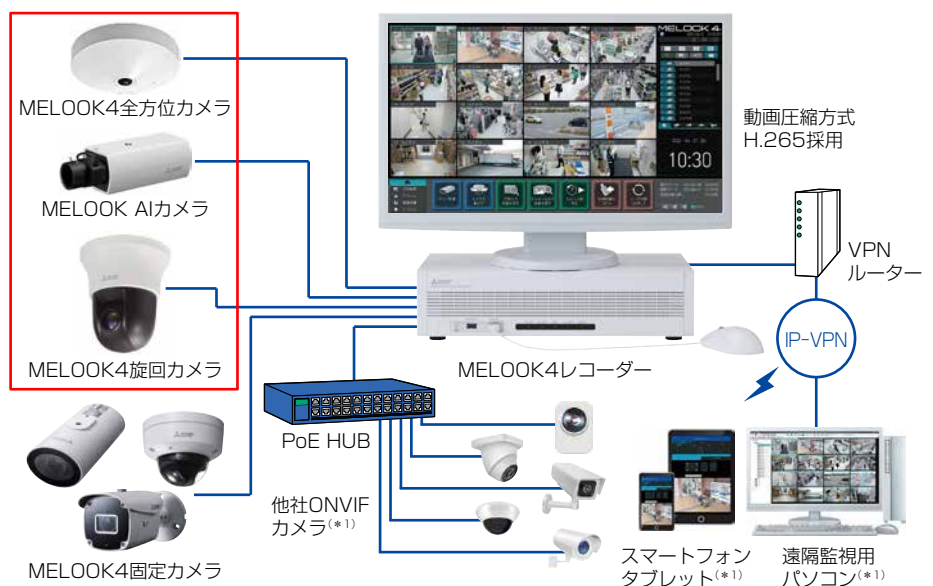 MELOOK4全方位カメラ
MELOOK AIカメラ
MELOOK4旋回カメラ
MELOOK4固定カメラ
MELOOK4
10:30
動画圧縮方式
H.265採用
VPN
ルーター
IP-VPN
MELOOK4レコーダー
PoE HUB
他社ONVIF
カメラ(*1)
スマートフォン
タブレット(*1)
遠隔監視用
パソコン(*1)